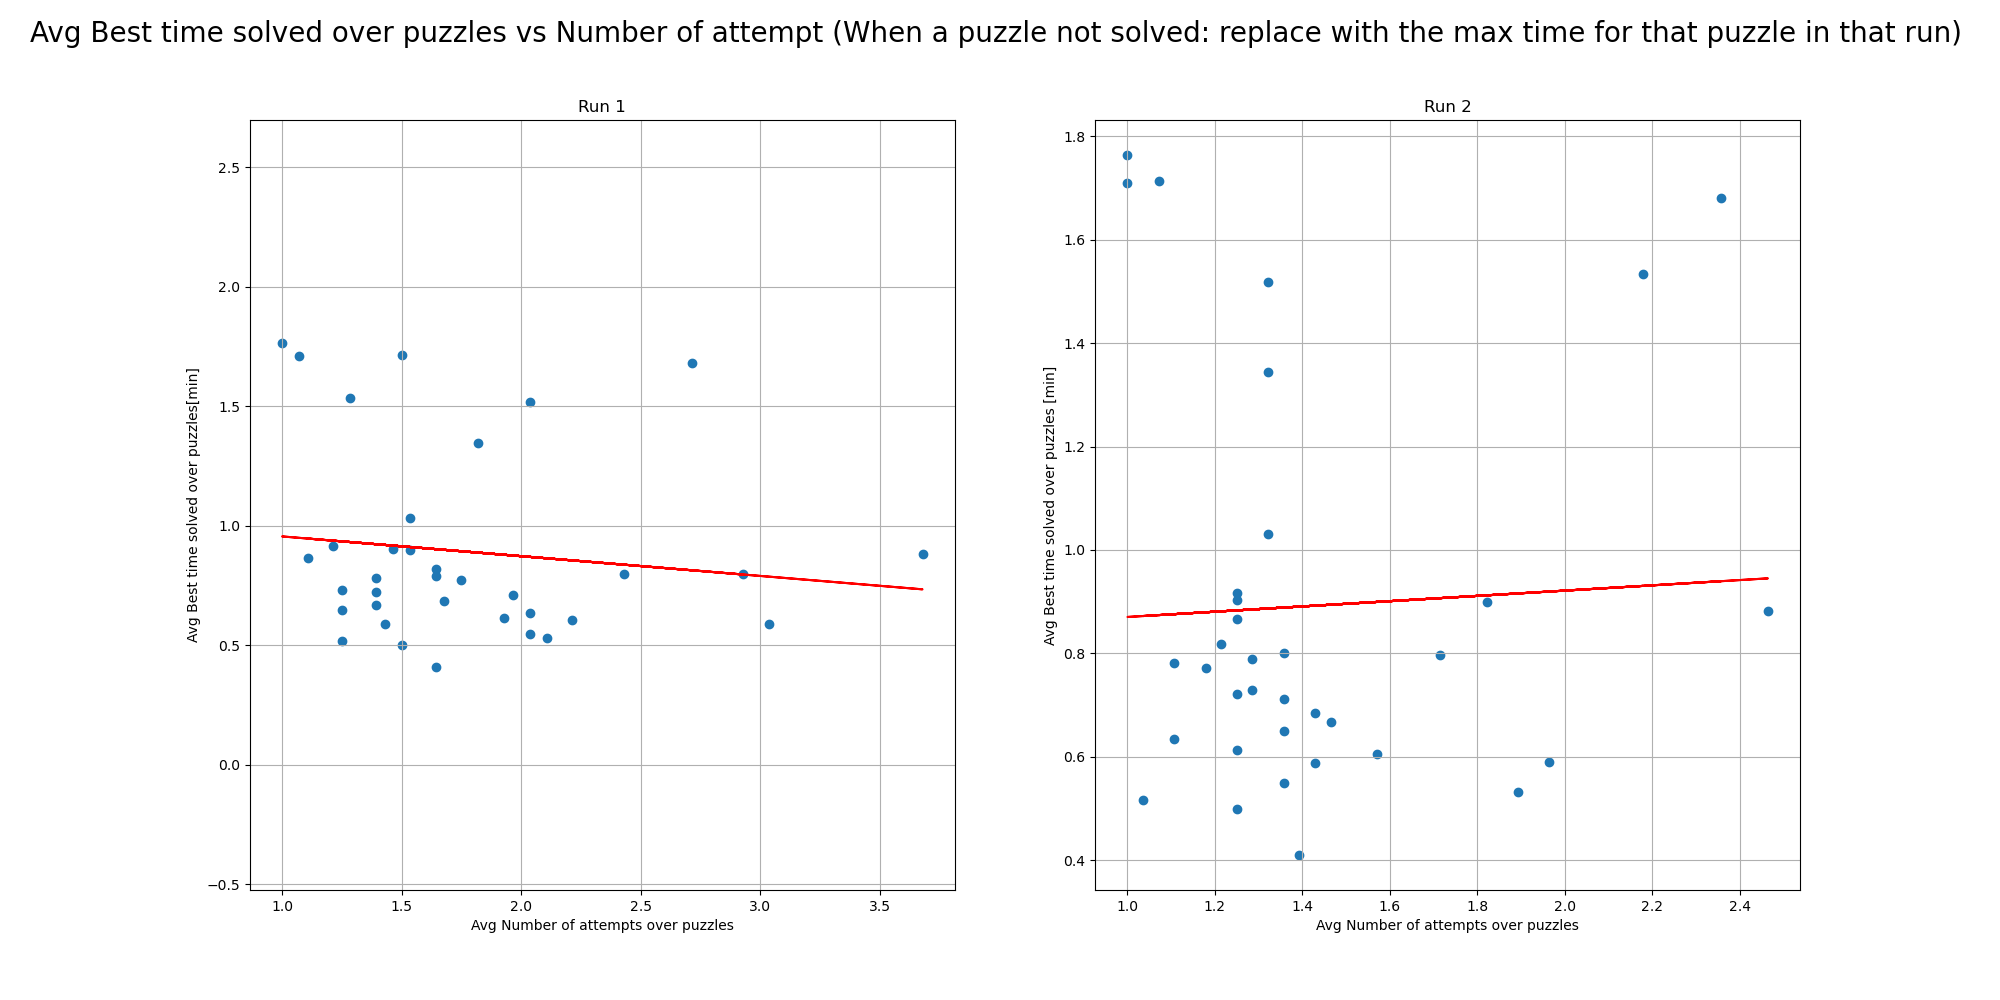 Avg Best time solved over puzzles vs Number of attempt (When a puzzle not solved: replace with the max time for that puzzle in that run)
Run 1
Avg Best time solved over puzzles[min]
2.5
2.0
1.5
1.0
0.5
0.0
−0.5
1.0 1.5 2.0 2.5 3.0 3.5
Avg Number of attempts over puzzles
Run 2
Avg Best time solved over puzzles [min]
1.8
1.6
1.4
1.2
1.0
0.8
0.6
0.4
1.0 1.2 1.4 1.6 1.8 2.0 2.2 2.4
Avg Number of attempts over puzzles